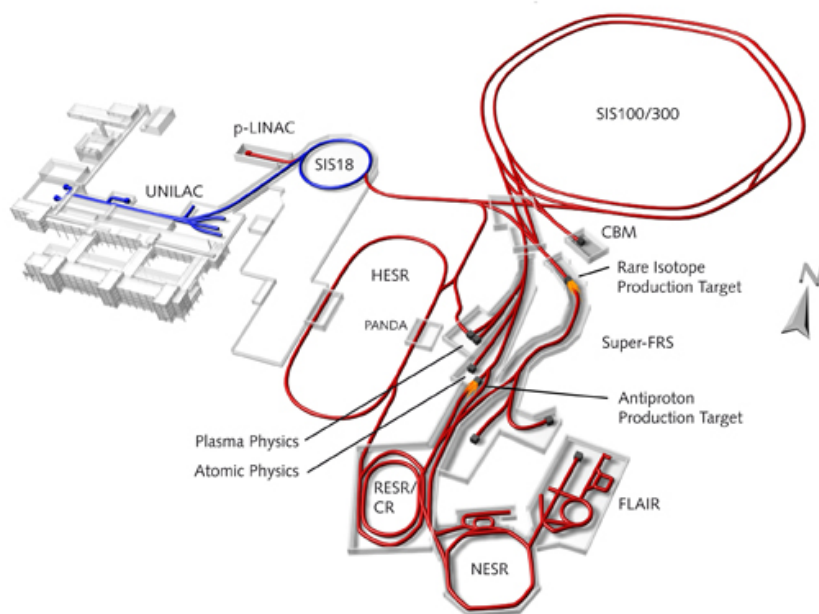 SIS100/300
p-LINAC
SIS18
UNILAC
CBM
HESR
Rare Isotope
Production Target
N
PANDA
Super-FRS
Antiproton
Production Target
Plasma Physics
Atomic Physics
RESR/
CR
FLAIR
NESR